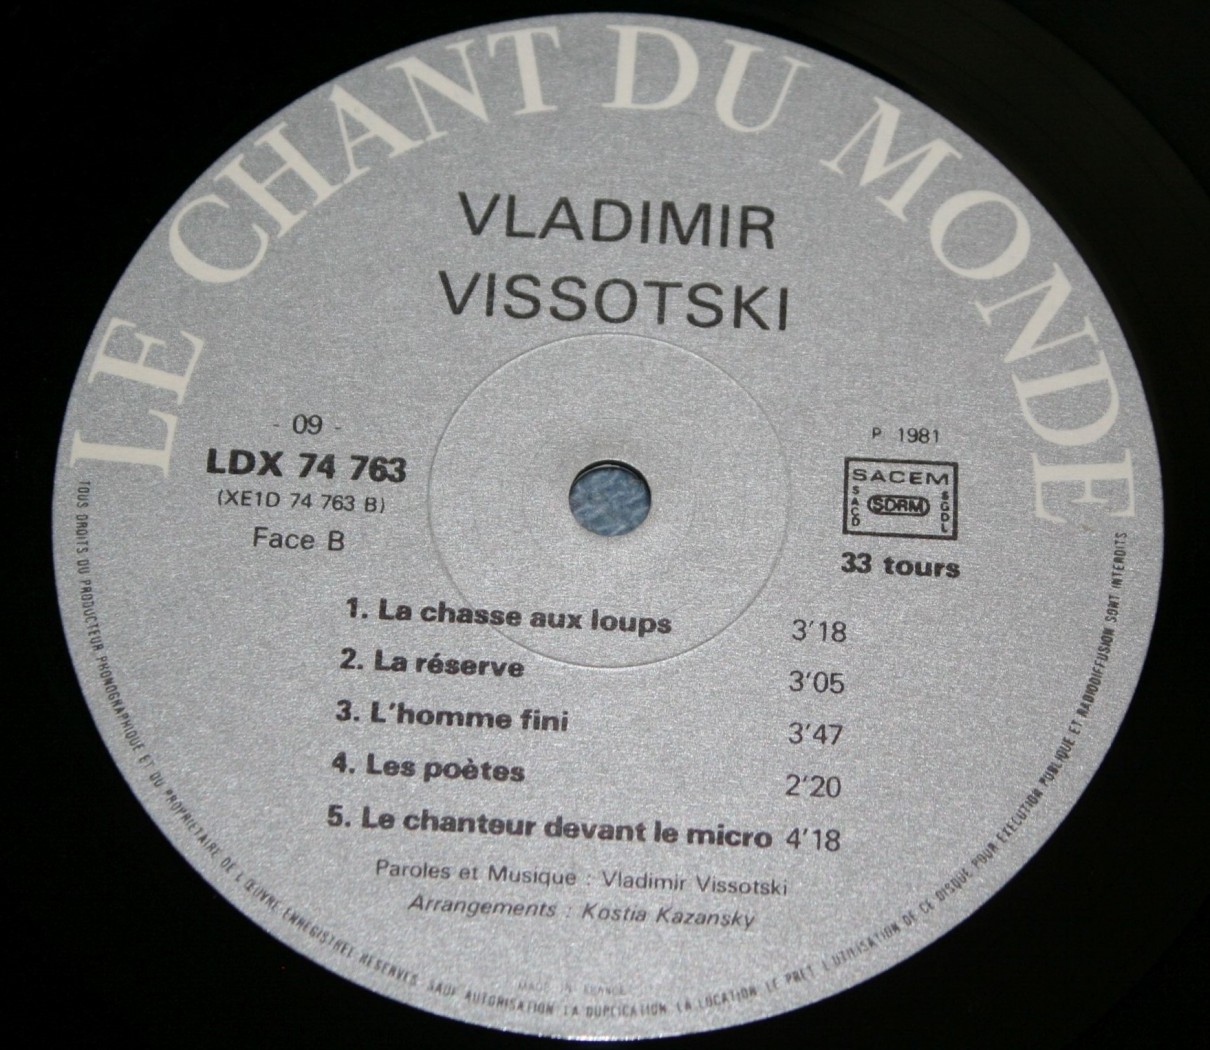 LE CHANT DU MONDE
VLADIMIR
VISSOTSKI
- 09 -
LDX 74 763
(XE1D 74 763 B)
Face B
P 1981
SACEM
SACD SDRM SGDL
33 tours
1. La chasse aux loups 3'18
2. La réserve 3'05
3. L'homme fini 3'47
4. Les poètes 2'20
5. Le chanteur devant le micro 4'18
Paroles et Musique : Vladimir Vissotski
Arrangements : Kostia Kazansky
MADE IN FRANCE
TOUS DROITS DU PRODUCTEUR PHONOGRAPHIQUE ET DU PROPRIETAIRE DE L'ŒUVRE ENREGISTREE RESERVES SAUF AUTORISATION LA DUPLICATION LA LOCATION LE PRET L'UTILISATION DE CE DISQUE POUR EXECUTION PUBLIQUE ET RADIODIFFUSION SONT INTERDITS